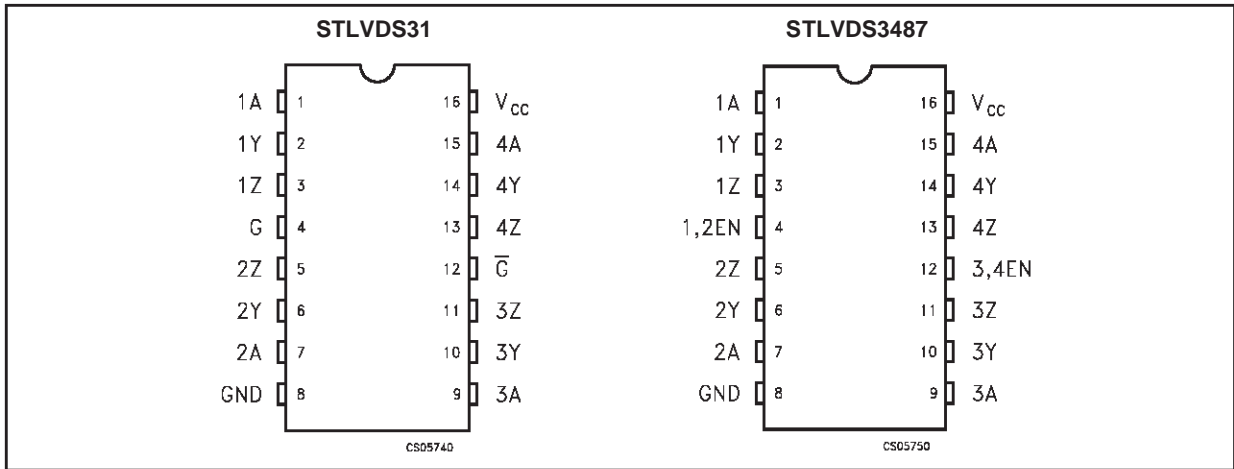 STLVDS31 STLVDS3487
1A 1 16 V_CC 1A 1 16 V_CC
1Y 2 15 4A 1Y 2 15 4A
1Z 3 14 4Y 1Z 3 14 4Y
G 4 13 4Z 1,2EN 4 13 4Z
2Z 5 12 G̅ 2Z 5 12 3,4EN
2Y 6 11 3Z 2Y 6 11 3Z
2A 7 10 3Y 2A 7 10 3Y
GND 8 9 3A GND 8 9 3A
CS05740 CS05750